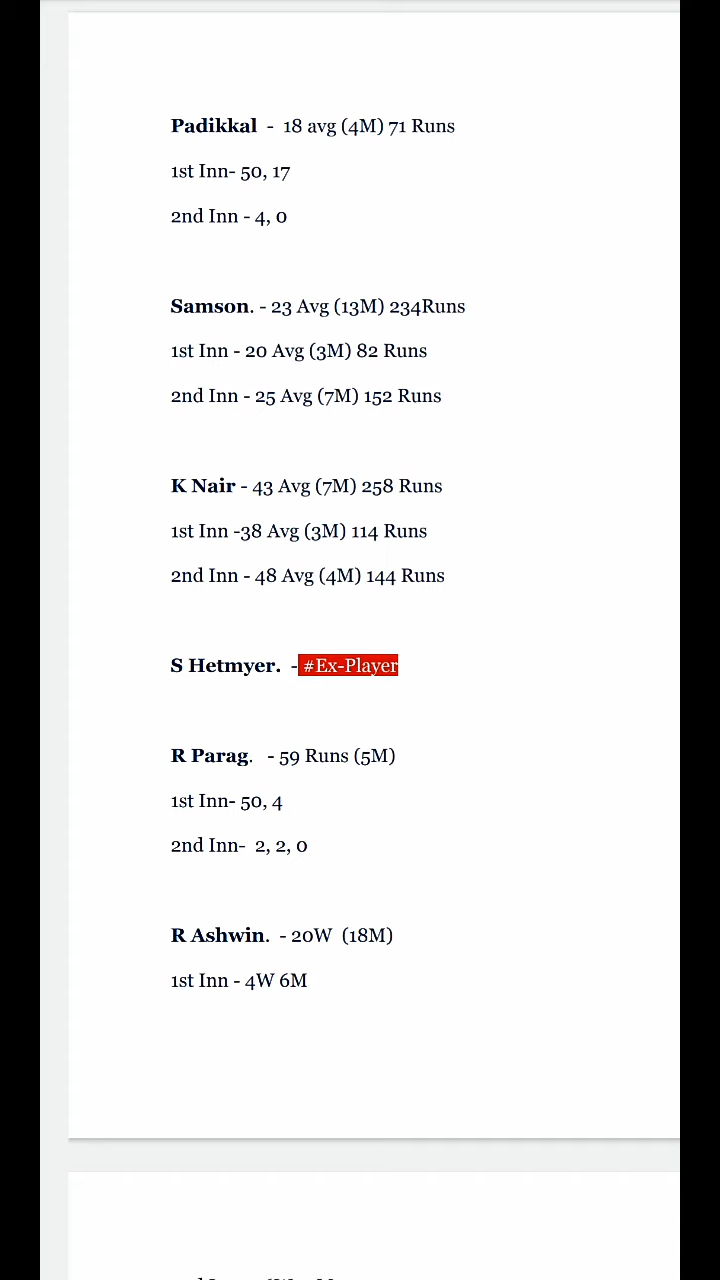 Padikkal - 18 avg (4M) 71 Runs
1st Inn- 50, 17
2nd Inn - 4, 0
Samson. - 23 Avg (13M) 234Runs
1st Inn - 20 Avg (3M) 82 Runs
2nd Inn - 25 Avg (7M) 152 Runs
K Nair - 43 Avg (7M) 258 Runs
1st Inn -38 Avg (3M) 114 Runs
2nd Inn - 48 Avg (4M) 144 Runs
S Hetmyer. - #Ex-Player
R Parag. - 59 Runs (5M)
1st Inn- 50, 4
2nd Inn- 2, 2, 0
R Ashwin. - 20W (18M)
1st Inn - 4W 6M